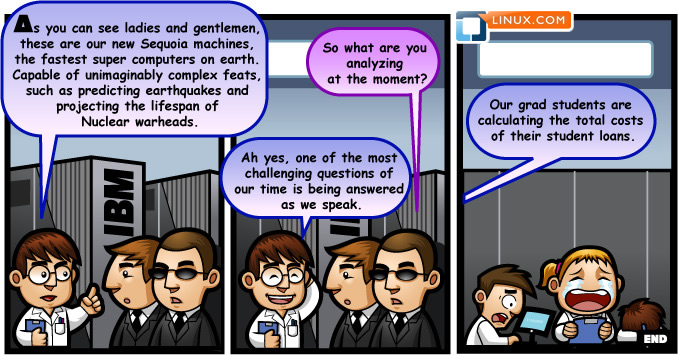 As you can see ladies and gentlemen,
these are our new Sequoia machines,
the fastest super computers on earth.
Capable of unimaginably complex feats,
such as predicting earthquakes and
projecting the lifespan of
Nuclear warheads.
IBM
So what are you
analyzing
at the moment?
Ah yes, one of the most
challenging questions of
our time is being answered
as we speak.
IBM
LINUX.COM
Our grad students are
calculating the total costs
of their student loans.
END